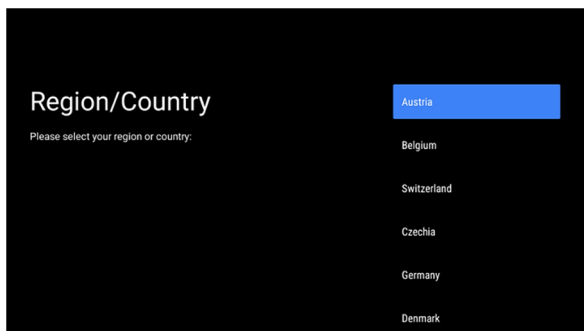 Region/Country
Please select your region or country:
Austria
Belgium
Switzerland
Czechia
Germany
Denmark